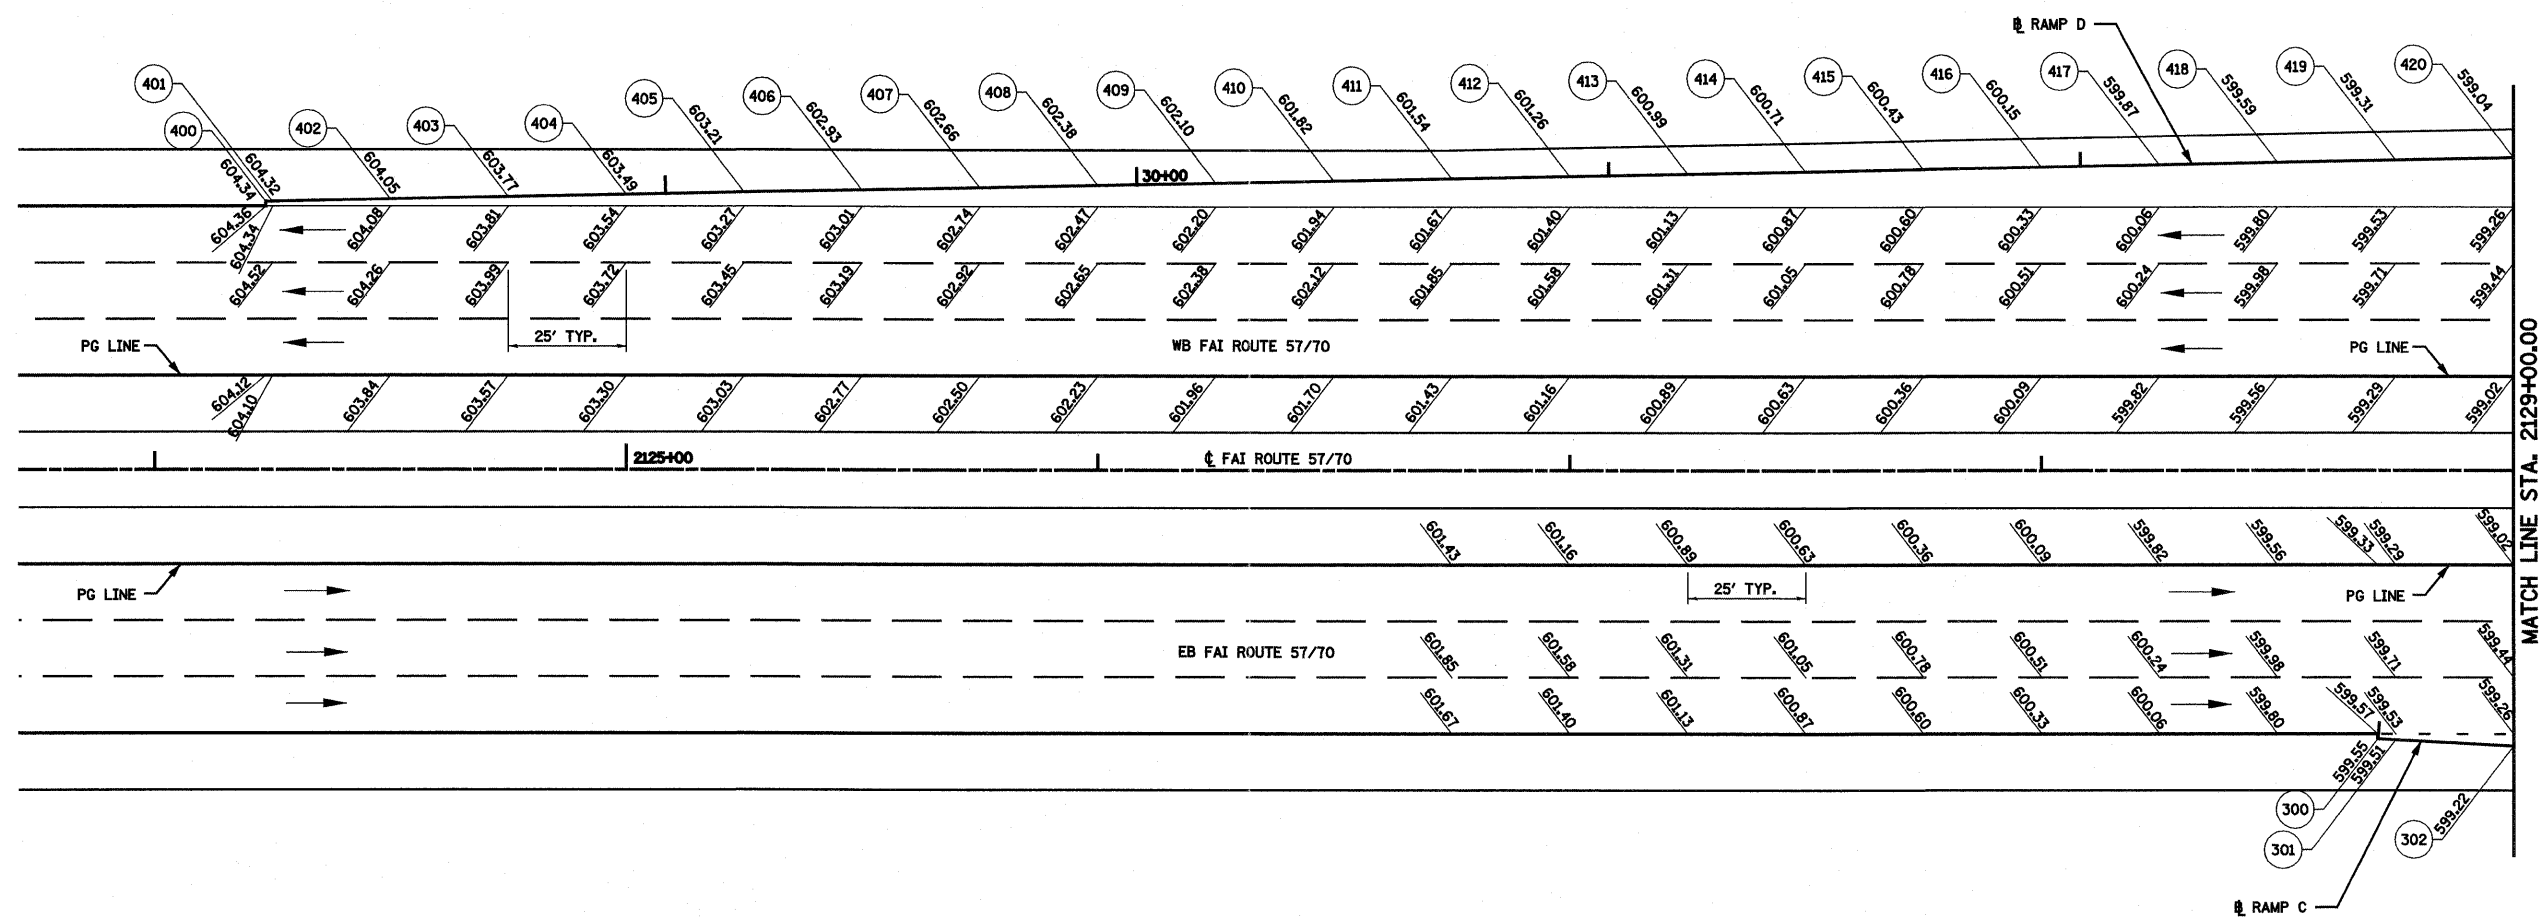 ℄ RAMP D
401 400 402 403 404 405 406 407 408 409 410 411 412 413 414 415 416 417 418 419 420
604.34 604.32 604.05 603.77 603.49 603.21 602.93 602.66 602.38 602.10 601.82 601.54 601.26 600.99 600.71 600.43 600.15 599.87 599.59 599.31 599.04
30+00
604.36 604.34 604.08 603.81 603.54 603.27 603.01 602.74 602.47 602.20 601.94 601.67 601.40 601.13 600.87 600.60 600.33 600.06 599.80 599.53 599.26
604.52 604.26 603.99 603.72 603.45 603.19 602.92 602.65 602.38 602.12 601.85 601.58 601.31 601.05 600.78 600.51 600.24 599.98 599.71 599.44
25' TYP.
PG LINE
WB FAI ROUTE 57/70
PG LINE
604.12 604.10 603.84 603.57 603.30 603.03 602.77 602.50 602.23 601.96 601.70 601.43 601.16 600.89 600.63 600.36 600.09 599.82 599.56 599.29 599.02
2125+00
℄ FAI ROUTE 57/70
MATCH LINE STA. 2129+00.00
601.43 601.16 600.89 600.63 600.36 600.09 599.82 599.56 599.33 599.29 599.02
25' TYP.
PG LINE
PG LINE
EB FAI ROUTE 57/70
601.85 601.58 601.31 601.05 600.78 600.51 600.24 599.98 599.71 599.44
601.67 601.40 601.13 600.87 600.60 600.33 600.06 599.80 599.57 599.53 599.26
599.55 599.51 599.22
300
301
302
℄ RAMP C